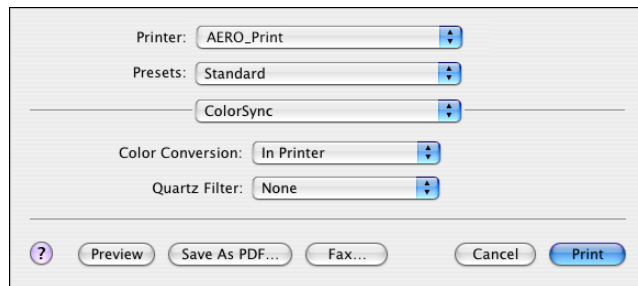 Printer: AERO_Print
Presets: Standard
ColorSync
Color Conversion: In Printer
Quartz Filter: None
? Preview Save As PDF... Fax... Cancel Print